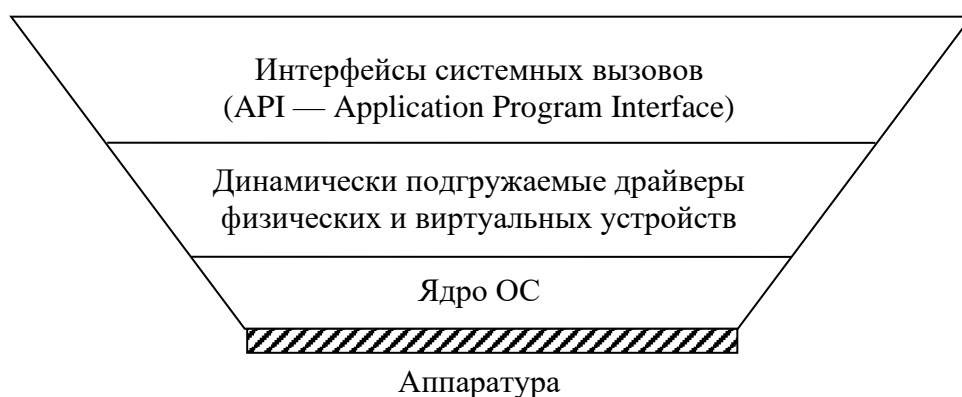 Интерфейсы системных вызовов
(API — Application Program Interface)
Динамически подгружаемые драйверы
физических и виртуальных устройств
Ядро ОС
Аппаратура